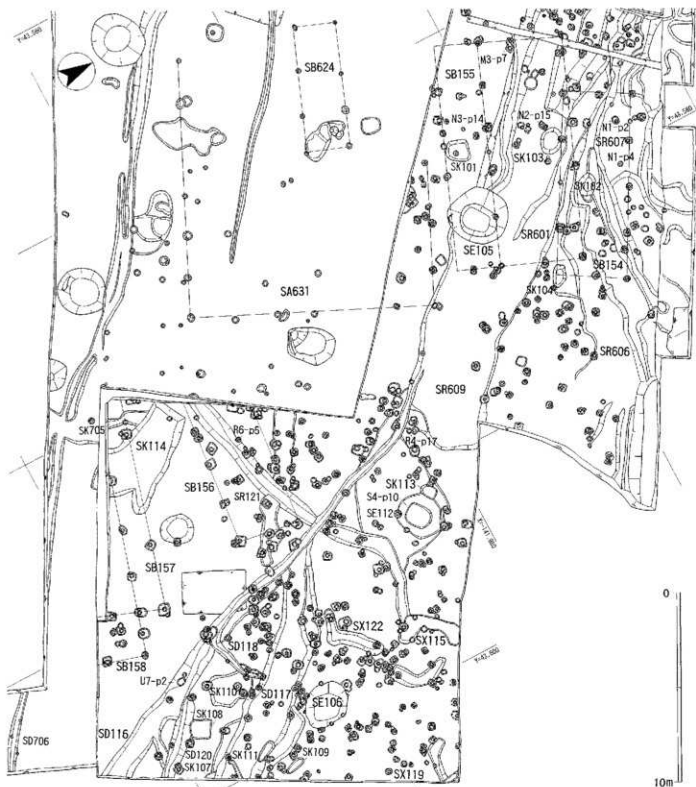 SB624
SB155
M3-p7
N3-p14
N2-p15
N1-p2
SR607
N1-p4
SK101
SK103
SK162
SE105
SR601
SB154
SK104
SA631
SR606
SR609
SK705
SK114
R6-p5
R4-p17
SB156
SR121
SK113
S4-p10
SE112
SB157
SX122
SX115
SD118
SB158
U7-p2
SK110
SD117
SE106
SK108
SD706
SD116
SD120
SK107
SK111
SK109
SX119
0
10m